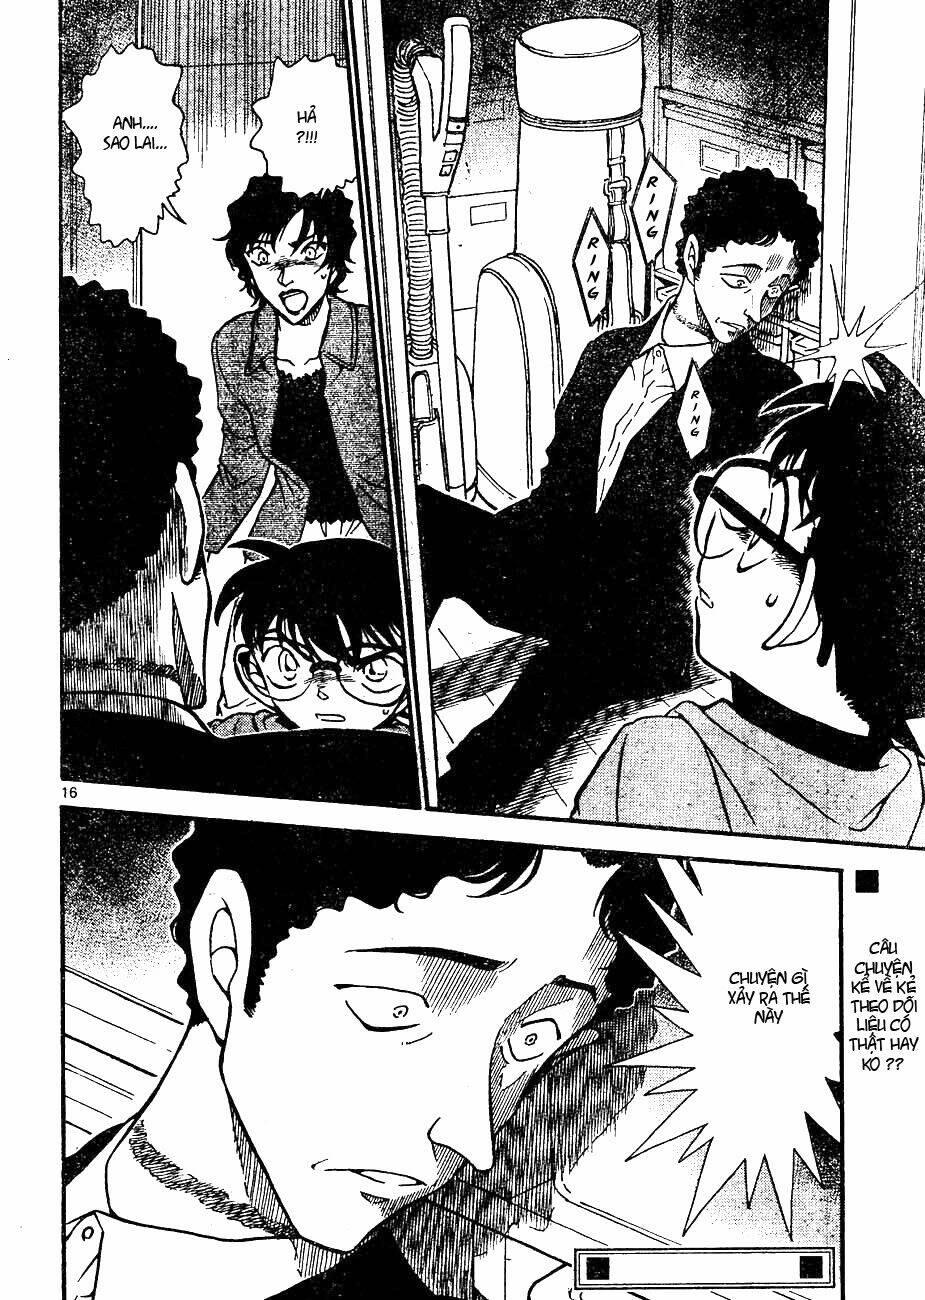 RING
RING
RING
HẢ
?!!!
ANH....
SAO LAI...
16
CHUYỆN GÌ
XẢY RA THẾ
NÀY
CÂU
CHUYỆN
KỂ VỀ KẺ
THEO DÕI
LIỆU CÓ
THẬT HAY
KO ??